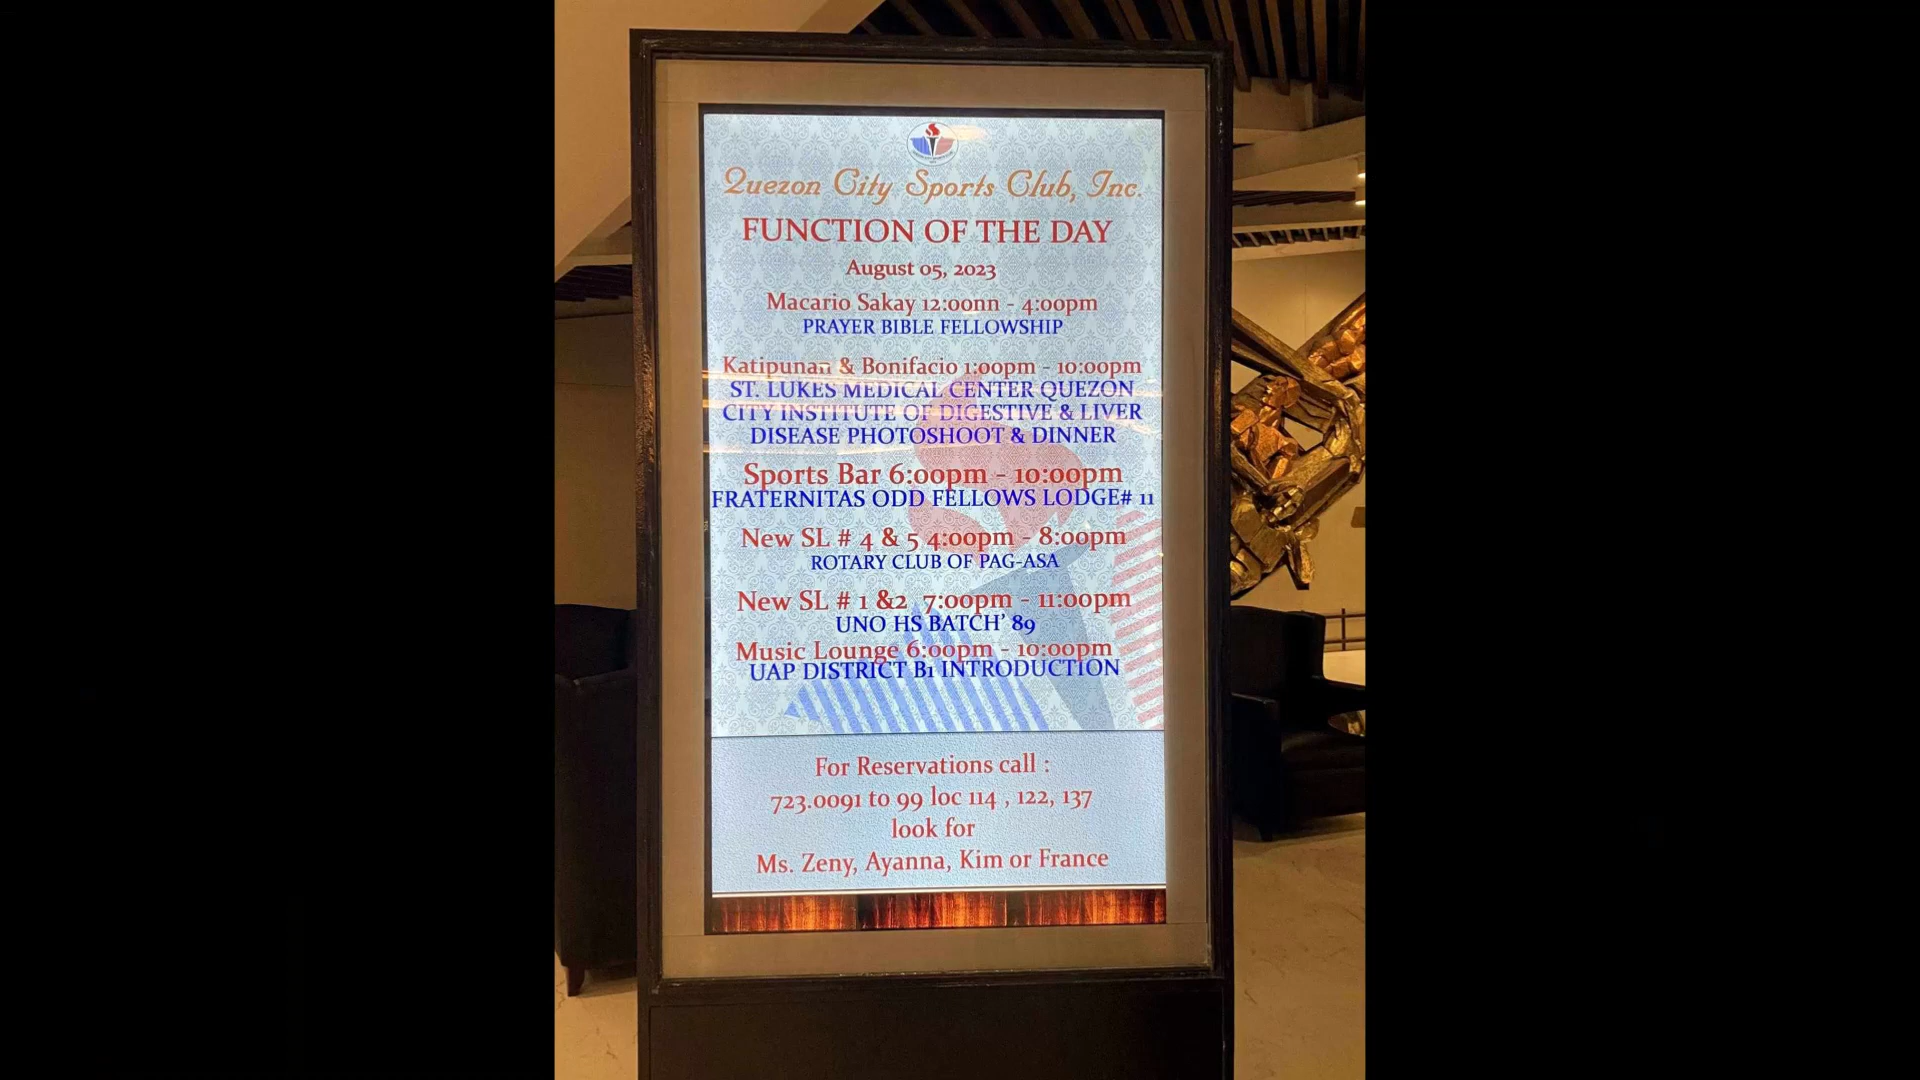 Quezon City Sports Club, Inc.
FUNCTION OF THE DAY
August 05, 2023
Macario Sakay 12:00nn - 4:00pm
PRAYER BIBLE FELLOWSHIP
Katipunan & Bonifacio 1:00pm - 10:00pm
ST. LUKES MEDICAL CENTER QUEZON
CITY INSTITUTE OF DIGESTIVE & LIVER
DISEASE PHOTOSHOOT & DINNER
Sports Bar 6:00pm - 10:00pm
FRATERNITAS ODD FELLOWS LODGE# 11
New SL # 4 & 5 4:00pm - 8:00pm
ROTARY CLUB OF PAG-ASA
New SL # 1 &2 7:00pm - 11:00pm
UNO HS BATCH' 89
Music Lounge 6:00pm - 10:00pm
UAP DISTRICT B1 INTRODUCTION
For Reservations call :
723.0091 to 99 loc 114 , 122, 137
look for
Ms. Zeny, Ayanna, Kim or France